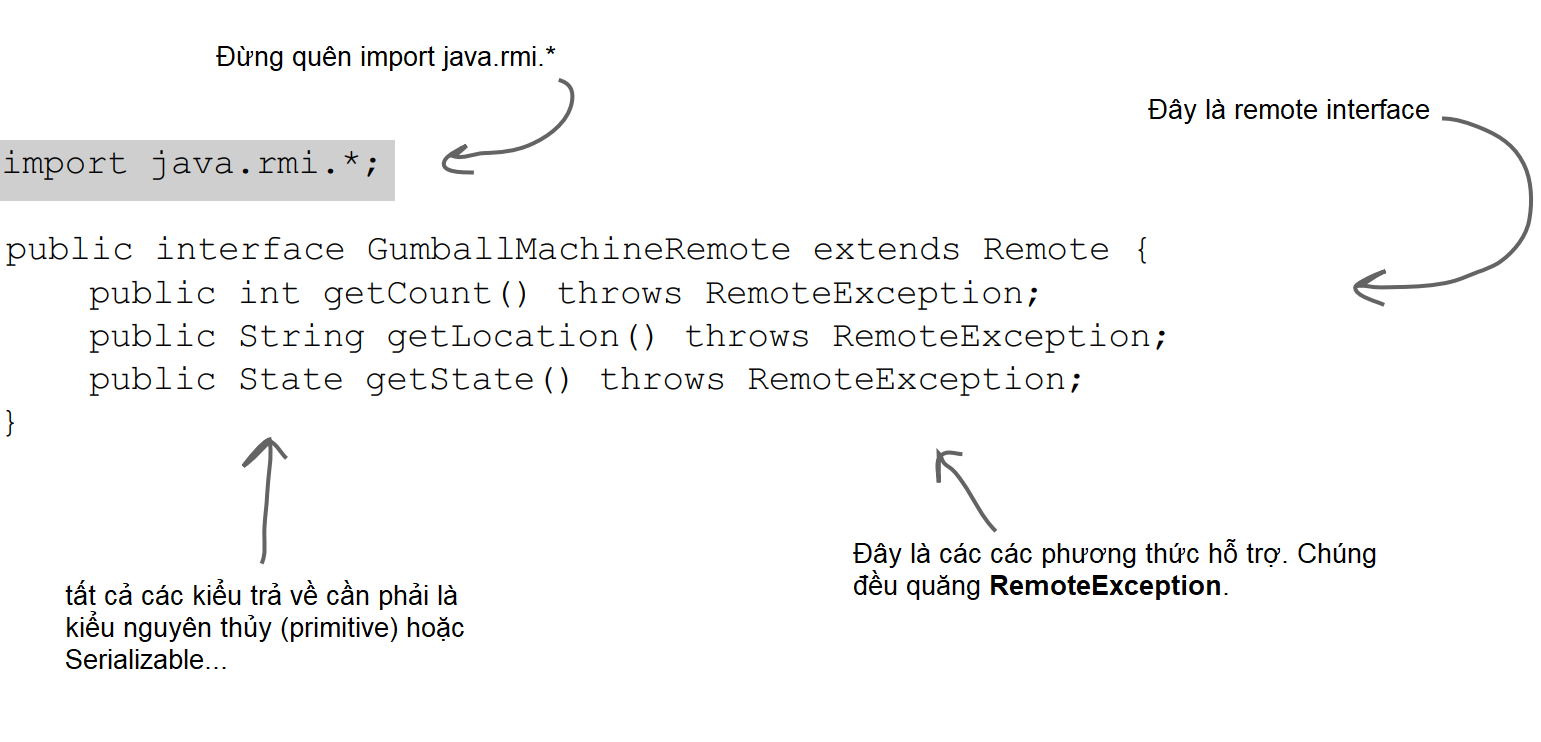 Đừng quên import java.rmi.*
Đây là remote interface
import java.rmi.*;
public interface GumballMachineRemote extends Remote {
public int getCount() throws RemoteException;
public String getLocation() throws RemoteException;
public State getState() throws RemoteException;
}
Đây là các các phương thức hỗ trợ. Chúng
đều quăng RemoteException.
tất cả các kiểu trả về cần phải là
kiểu nguyên thủy (primitive) hoặc
Serializable...